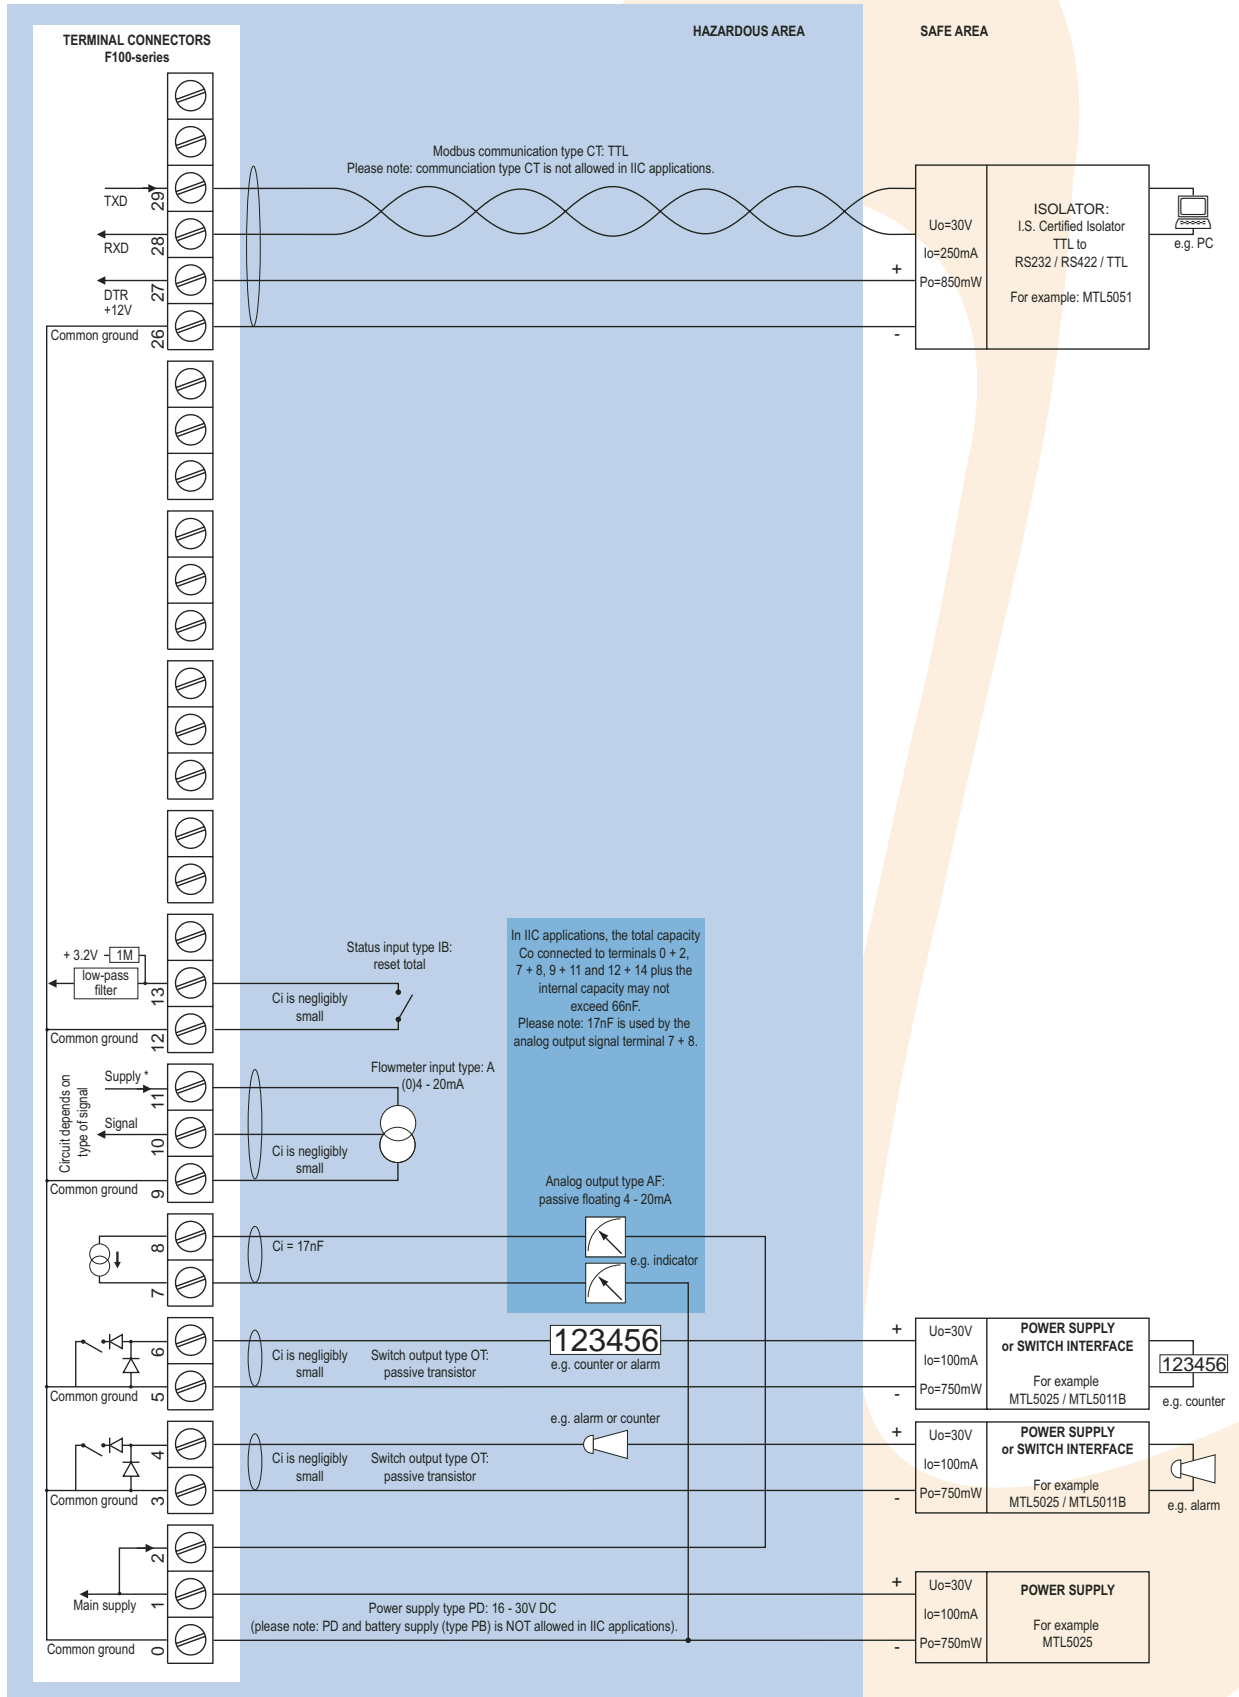 HAZARDOUS AREA
SAFE AREA
TERMINAL CONNECTORS
F100-series
Modbus communication type CT: TTL
Please note: communciation type CT is not allowed in IIC applications.
TXD
29
RXD
28
DTR
+12V
27
Common ground
26
+
-
Uo=30V
Io=250mA
Po=850mW
ISOLATOR:
I.S. Certified Isolator
TTL to
RS232 / RS422 / TTL
For example: MTL5051
e.g. PC
+ 3.2V
1M
low-pass
filter
13
Common ground
12
Ci is negligibly
small
Status input type IB:
reset total
In IIC applications, the total capacity
Co connected to terminals 0 + 2,
7 + 8, 9 + 11 and 12 + 14 plus the
internal capacity may not
exceed 66nF.
Please note: 17nF is used by the
analog output signal terminal 7 + 8.
Circuit depends on
type of signal
Supply *
11
Signal
10
Common ground
9
Flowmeter input type: A
(0)4 - 20mA
Ci is negligibly
small
Analog output type AF:
passive floating 4 - 20mA
8
7
Ci = 17nF
e.g. indicator
6
Common ground
5
Ci is negligibly
small
Switch output type OT:
passive transistor
123456
e.g. counter or alarm
+
-
Uo=30V
Io=100mA
Po=750mW
POWER SUPPLY
or SWITCH INTERFACE
For example
MTL5025 / MTL5011B
123456
e.g. counter
4
Common ground
3
Ci is negligibly
small
Switch output type OT:
passive transistor
e.g. alarm or counter
+
-
Uo=30V
Io=100mA
Po=750mW
POWER SUPPLY
or SWITCH INTERFACE
For example
MTL5025 / MTL5011B
e.g. alarm
2
Main supply
1
Common ground
0
Power supply type PD: 16 - 30V DC
(please note: PD and battery supply (type PB) is NOT allowed in IIC applications).
+
-
Uo=30V
Io=100mA
Po=750mW
POWER SUPPLY
For example
MTL5025